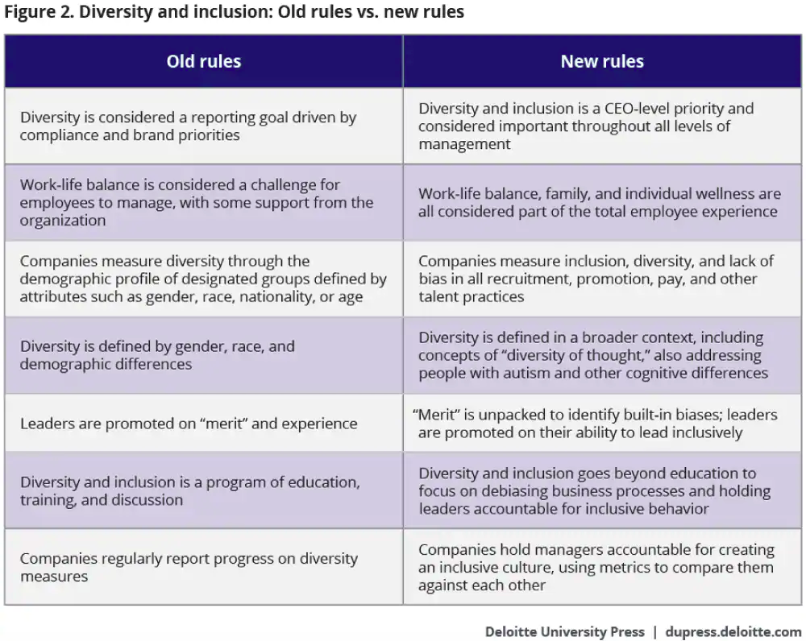 Figure 2. Diversity and inclusion: Old rules vs. new rules
Old rules
New rules
Diversity is considered a reporting goal driven by
compliance and brand priorities
Diversity and inclusion is a CEO-level priority and
considered important throughout all levels of
management
Work-life balance is considered a challenge for
employees to manage, with some support from the
organization
Work-life balance, family, and individual wellness are
all considered part of the total employee experience
Companies measure diversity through the
demographic profile of designated groups defined by
attributes such as gender, race, nationality, or age
Companies measure inclusion, diversity, and lack of
bias in all recruitment, promotion, pay, and other
talent practices
Diversity is defined by gender, race, and
demographic differences
Diversity is defined in a broader context, including
concepts of “diversity of thought,” also addressing
people with autism and other cognitive differences
Leaders are promoted on “merit” and experience
“Merit” is unpacked to identify built-in biases; leaders
are promoted on their ability to lead inclusively
Diversity and inclusion is a program of education,
training, and discussion
Diversity and inclusion goes beyond education to
focus on debiasing business processes and holding
leaders accountable for inclusive behavior
Companies regularly report progress on diversity
measures
Companies hold managers accountable for creating
an inclusive culture, using metrics to compare them
against each other
Deloitte University Press | dupress.deloitte.com